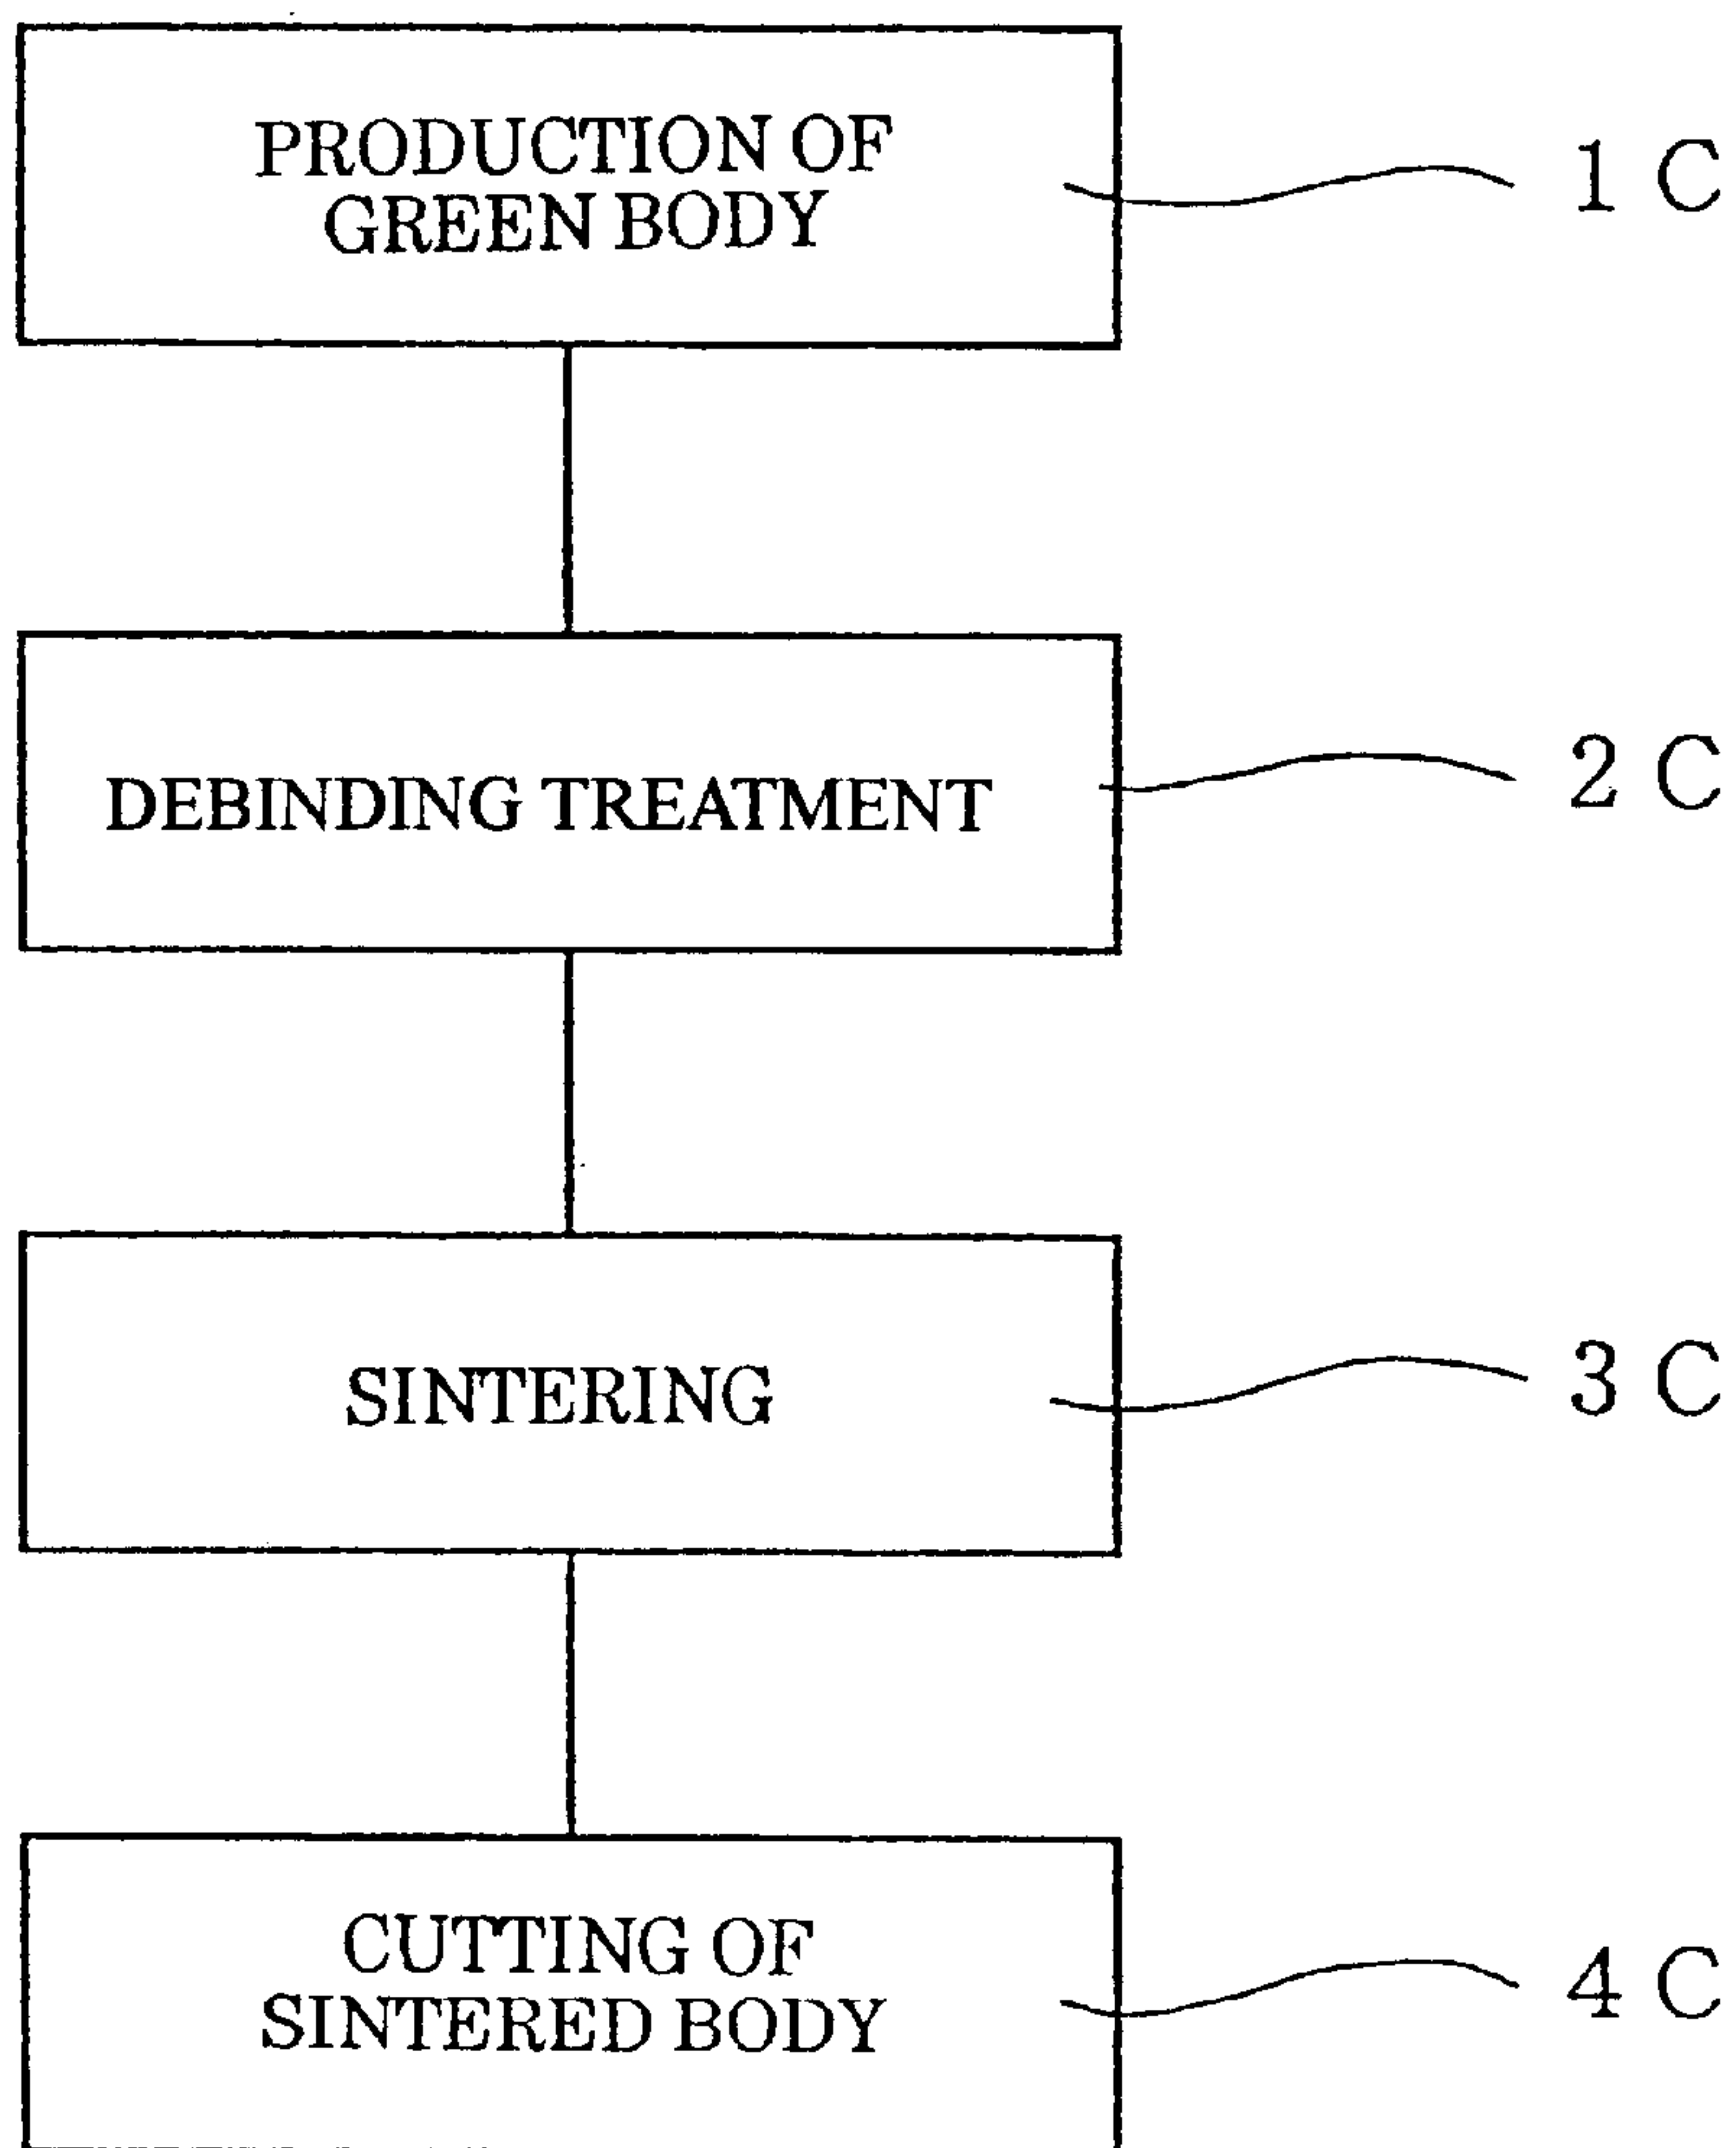 PRODUCTION OF
GREEN BODY
1 C
DEBINDING TREATMENT
2 C
SINTERING
3 C
CUTTING OF
SINTERED BODY
4 C